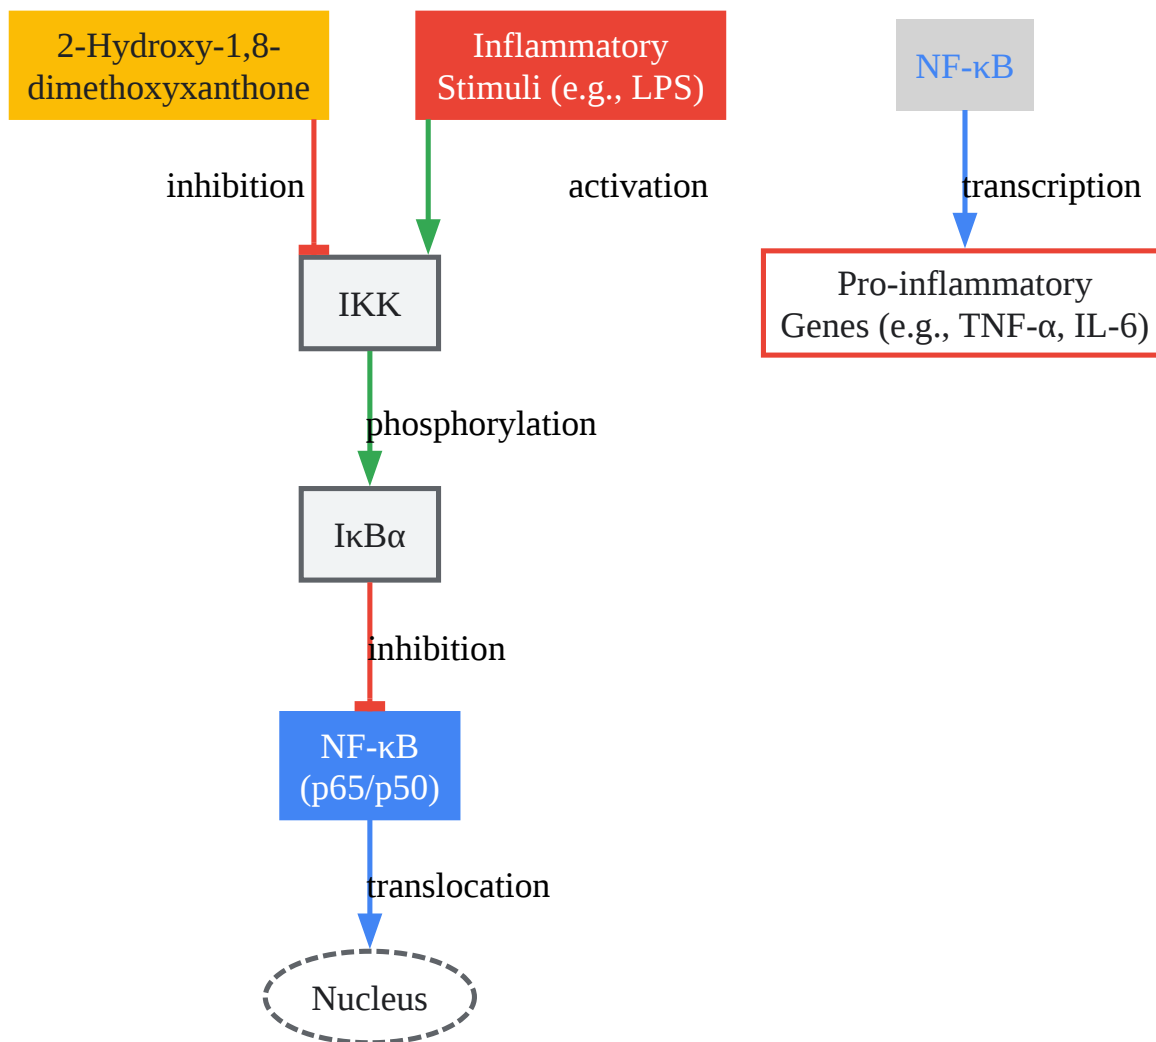 2-Hydroxy-1,8-
dimethoxyxanthone
Inflammatory
Stimuli (e.g., LPS)
NF-κB
inhibition
activation
transcription
IKK
Pro-inflammatory
Genes (e.g., TNF-α, IL-6)
phosphorylation
IκBα
inhibition
NF-κB
(p65/p50)
translocation
Nucleus